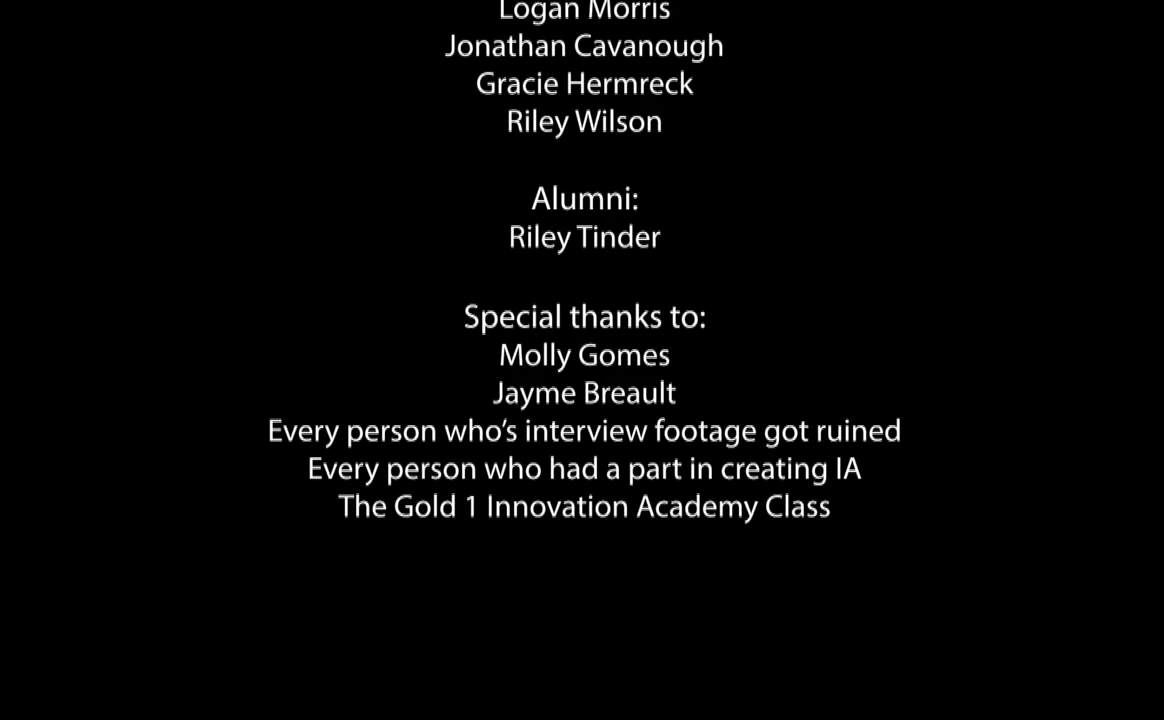 Logan Morris
Jonathan Cavanough
Gracie Hermreck
Riley Wilson
Alumni:
Riley Tinder
Special thanks to:
Molly Gomes
Jayme Breault
Every person who‘s interview footage got ruined
Every person who had a part in creating IA
The Gold 1 Innovation Academy Class